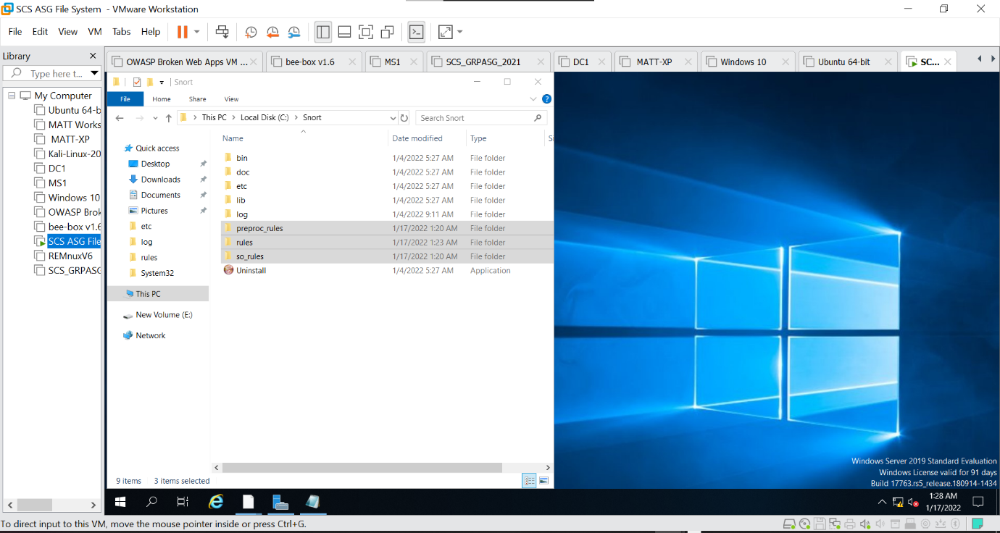 SCS ASG File System - VMware Workstation
File Edit View VM Tabs Help
Library
Type here t...
My Computer
Ubuntu 64-b
MATT Works
MATT-XP
Kali-Linux-20
DC1
MS1
Windows 10
OWASP Brok
bee-box v1.6
SCS ASG File
REMnuxV6
SCS_GRPASG
OWASP Broken Web Apps VM ... bee-box v1.6 MS1 SCS_GRPASG_2021 DC1 MATT-XP Windows 10 Ubuntu 64-bit SC...
Snort
File Home Share View
This PC Local Disk (C:) Snort
Search Snort
Quick access
Desktop
Downloads
Documents
Pictures
etc
log
rules
System32
This PC
New Volume (E:)
Network
Name Date modified Type Si
bin 1/4/2022 5:27 AM File folder
doc 1/4/2022 5:27 AM File folder
etc 1/4/2022 5:27 AM File folder
lib 1/4/2022 5:27 AM File folder
log 1/4/2022 9:11 AM File folder
preproc_rules 1/17/2022 1:20 AM File folder
rules 1/17/2022 1:23 AM File folder
so_rules 1/17/2022 1:20 AM File folder
Uninstall 1/4/2022 5:27 AM Application
9 items 3 items selected
Windows Server 2019 Standard Evaluation
Windows License valid for 91 days
Build 17763.rs5_release.180914-1434
1:28 AM
1/17/2022
To direct input to this VM, move the mouse pointer inside or press Ctrl+G.